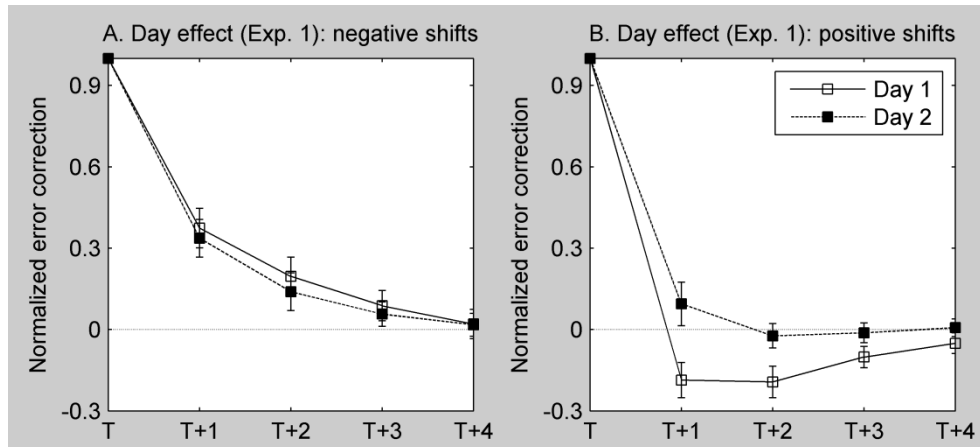 A. Day effect (Exp. 1): negative shifts
Normalized error correction
0.9
0.6
0.3
0
-0.3
T
T+1
T+2
T+3
T+4
B. Day effect (Exp. 1): positive shifts
Day 1
Day 2
Normalized error correction
0.9
0.6
0.3
0
-0.3
T
T+1
T+2
T+3
T+4